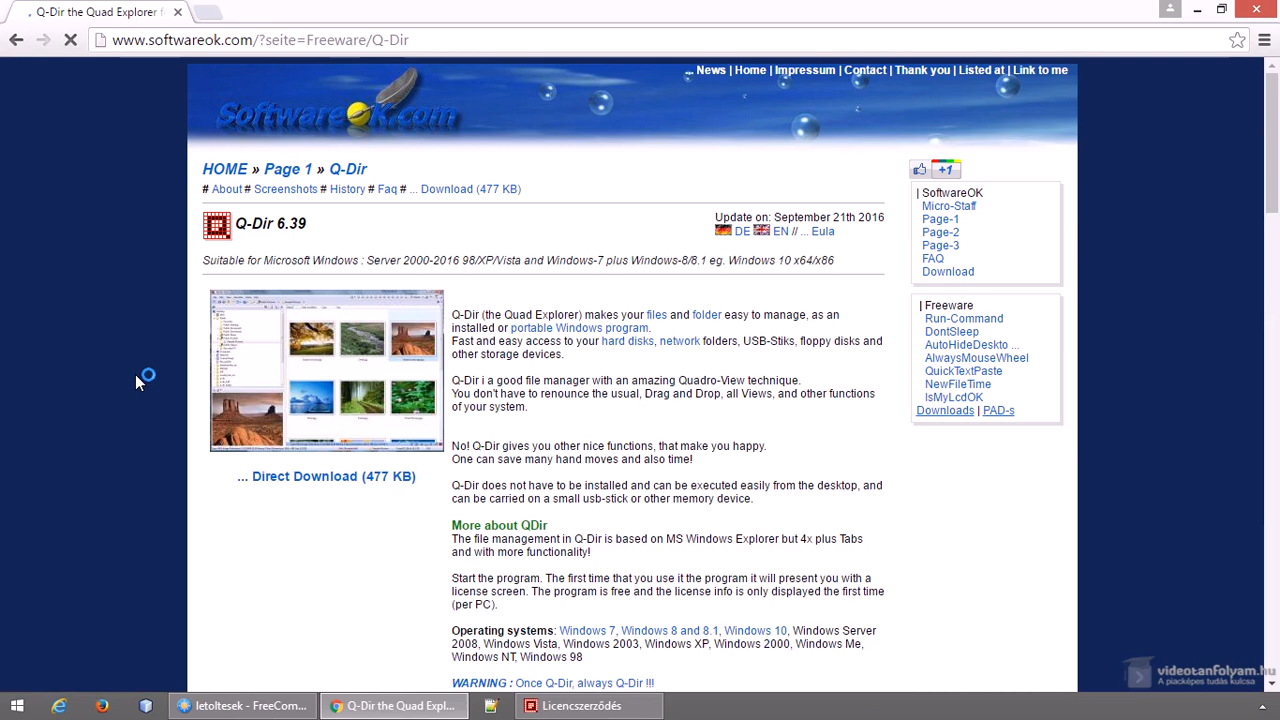 Q-Dir the Quad Explorer f
www.softwareok.com/?seite=Freeware/Q-Dir
... News | Home | Impressum | Contact | Thank you | Listed at | Link to me
SoftwareOK.com
HOME » Page 1 » Q-Dir
# About # Screenshots # History # Faq # ... Download (477 KB)
Q-Dir 6.39
Update on: September 21th 2016
DE EN // ... Eula
Suitable for Microsoft Windows : Server 2000-2016 98/XP/Vista and Windows-7 plus Windows-8/8.1 eg. Windows 10 x64/x86
... Direct Download (477 KB)
Q-Dir (the Quad Explorer) makes your files and folder easy to manage, as an
installed or portable Windows program.
Fast and easy access to your hard disks, network folders, USB-Stiks, floppy disks and
other storage devices.
Q-Dir i a good file manager with an amazing Quadro-View technique.
You don't have to renounce the usual, Drag and Drop, all Views, and other functions
of your system.
No! Q-Dir gives you other nice functions, that make you happy.
One can save many hand moves and also time!
Q-Dir does not have to be installed and can be executed easily from the desktop, and
can be carried on a small usb-stick or other memory device.
More about QDir
The file management in Q-Dir is based on MS Windows Explorer but 4x plus Tabs
and with more functionality!
Start the program. The first time that you use it the program it will present you with a
license screen. The program is free and the license info is only displayed the first time
(per PC).
Operating systems: Windows 7, Windows 8 and 8.1, Windows 10, Windows Server
2008, Windows Vista, Windows 2003, Windows XP, Windows 2000, Windows Me,
Windows NT, Windows 98
WARNING : Once Q-Dir, always Q-Dir !!!
+1
| SoftwareOK
Micro-Staff
Page-1
Page-2
Page-3
FAQ
Download
| Freeware
Run-Command
DontSleep
AutoHideDeskto ...
AlwaysMouseWheel
QuickTextPaste
NewFileTime
IsMyLcdOK
Downloads | PAD-s
videotanfolyam.hu
A piacképes tudás kulcsa
letoltesek - FreeCom...
Q-Dir the Quad Expl...
Licencszerződés